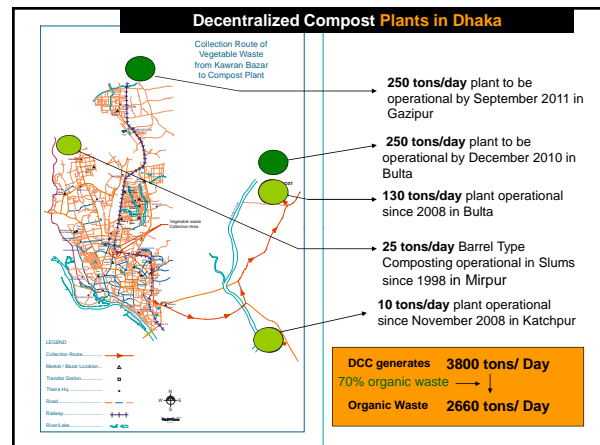 Decentralized Compost Plants in Dhaka
Collection Route of
Vegetable Waste
from Kawran Bazar
to Compost Plant
250 tons/day plant to be
operational by September 2011 in
Gazipur
250 tons/day plant to be
operational by December 2010 in
Bulta
130 tons/day plant operational
since 2008 in Bulta
Vegetable waste
Collection Area
25 tons/day Barrel Type
Composting operational in Slums
since 1998 in Mirpur
10 tons/day plant operational
since November 2008 in Katchpur
LEGEND
Collection Route
Market / Bazar Location
Transfer Station
Thana Hq.
Road
Railway
River/Lake
N
W E
S
DCC generates 3800 tons/ Day
70% organic waste
Organic Waste 2660 tons/ Day